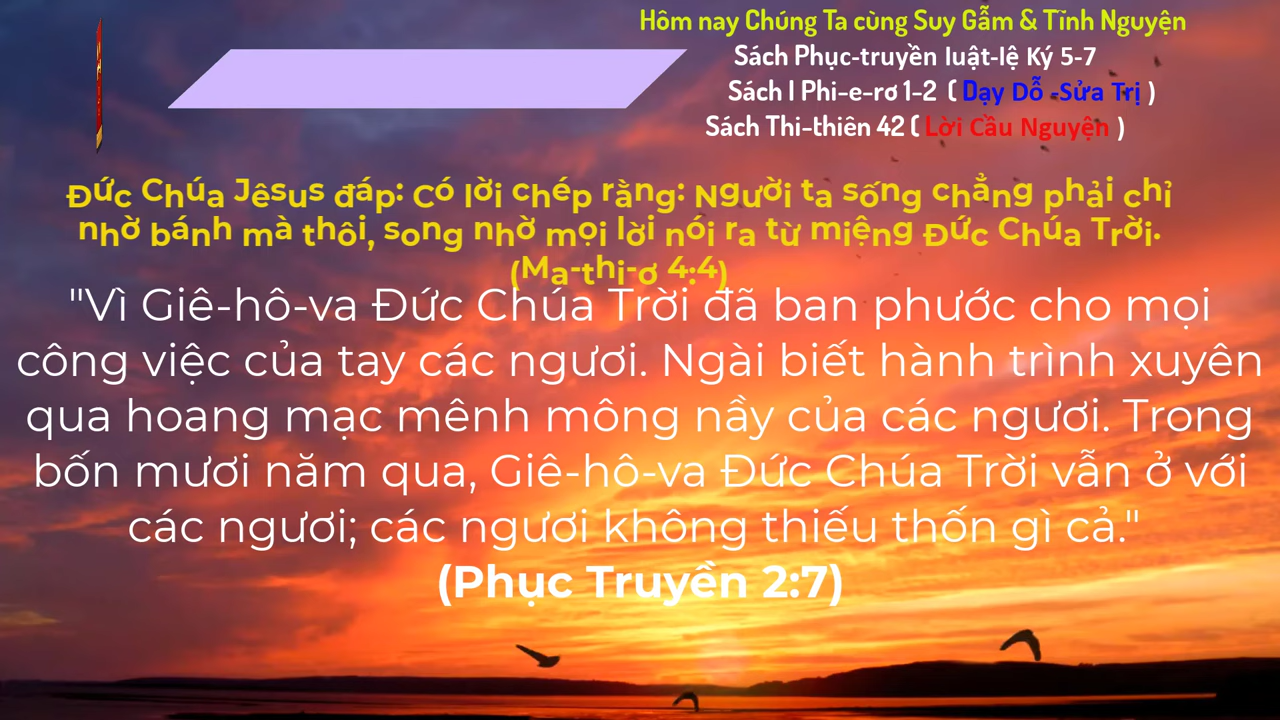 Hôm nay Chúng Ta cùng Suy Gẫm & Tĩnh Nguyện
Sách Phục-truyền luật-lệ Ký 5-7
Sách I Phi-e-rơ 1-2 ( Dạy Dỗ -Sửa Trị )
Sách Thi-thiên 42 ( Lời Cầu Nguyện )
Đức Chúa Jêsus đáp: Có lời chép rằng: Người ta sống chẳng phải chỉ
nhờ bánh mà thôi, song nhờ mọi lời nói ra từ miệng Đức Chúa Trời.
(Ma-thi-ơ 4:4)
"Vì Giê-hô-va Đức Chúa Trời đã ban phước cho mọi
công việc của tay các ngươi. Ngài biết hành trình xuyên
qua hoang mạc mênh mông nầy của các ngươi. Trong
bốn mươi năm qua, Giê-hô-va Đức Chúa Trời vẫn ở với
các ngươi; các ngươi không thiếu thốn gì cả."
(Phục Truyền 2:7)